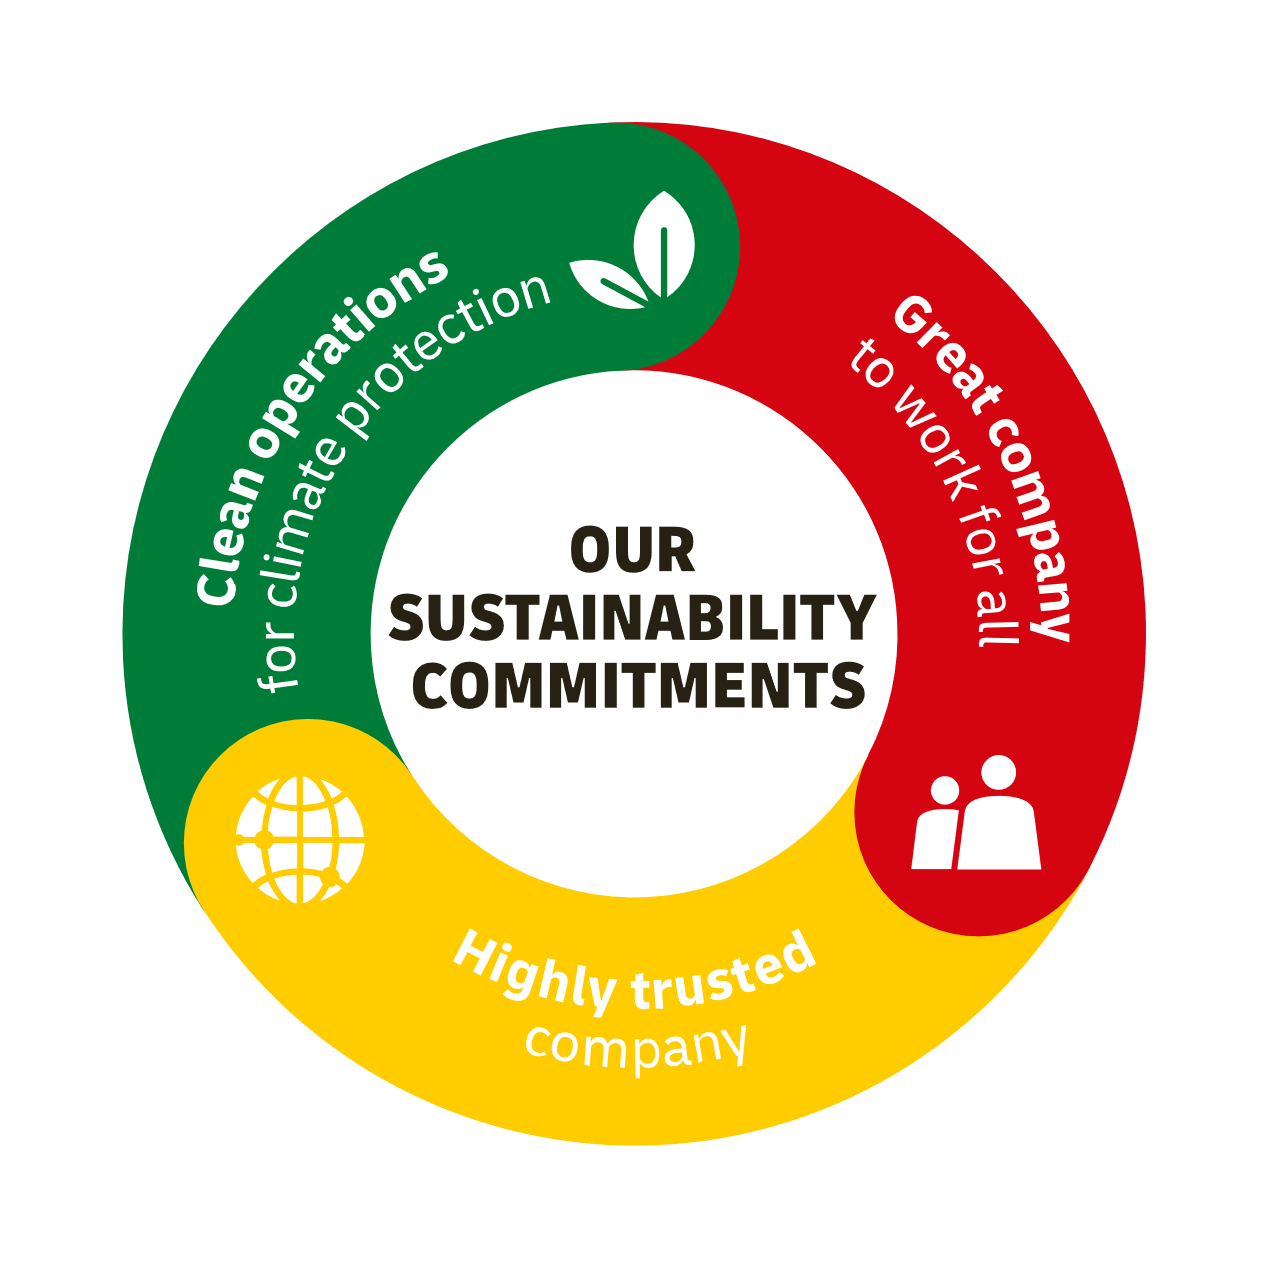 OUR
SUSTAINABILITY
COMMITMENTS
Clean operations
for climate protection
Great company
to work for all
Highly trusted
company